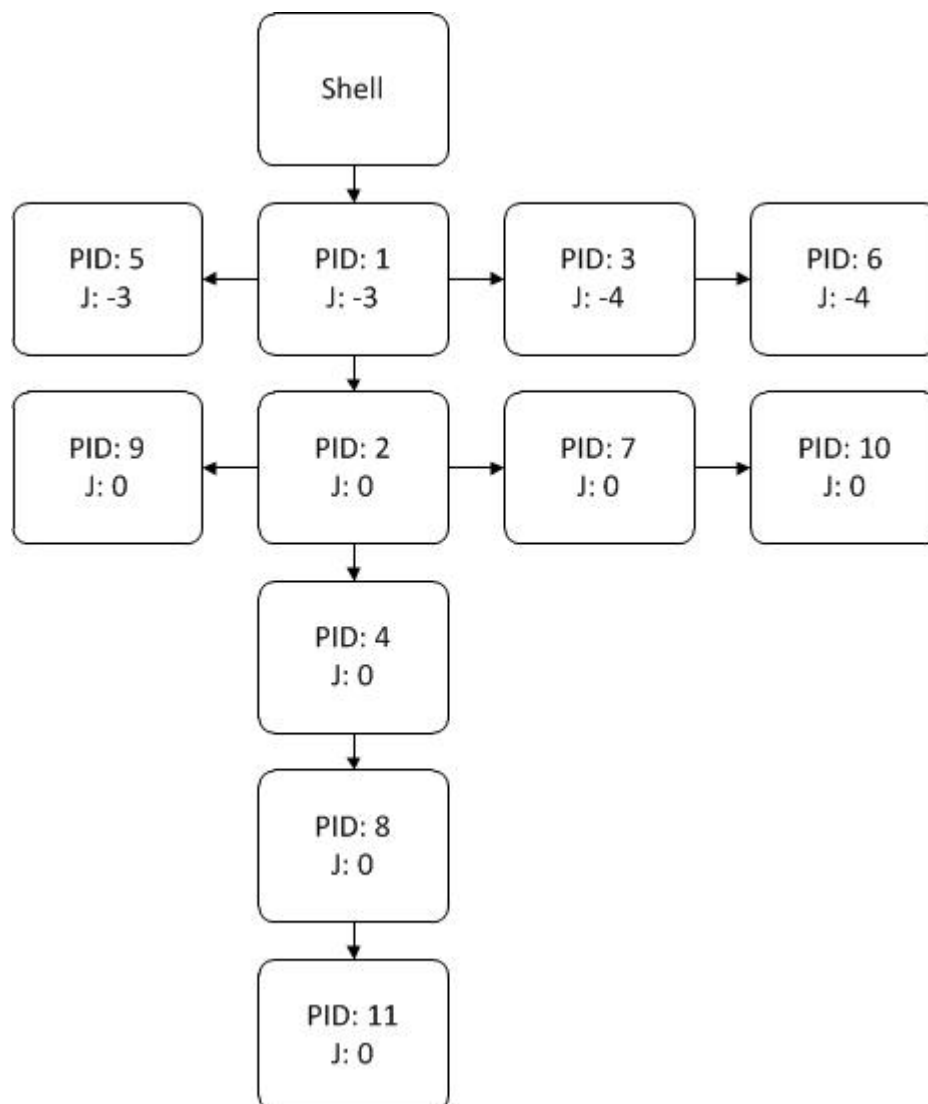 Shell
PID: 5
J: -3
PID: 1
J: -3
PID: 3
J: -4
PID: 6
J: -4
PID: 9
J: 0
PID: 2
J: 0
PID: 7
J: 0
PID: 10
J: 0
PID: 4
J: 0
PID: 8
J: 0
PID: 11
J: 0